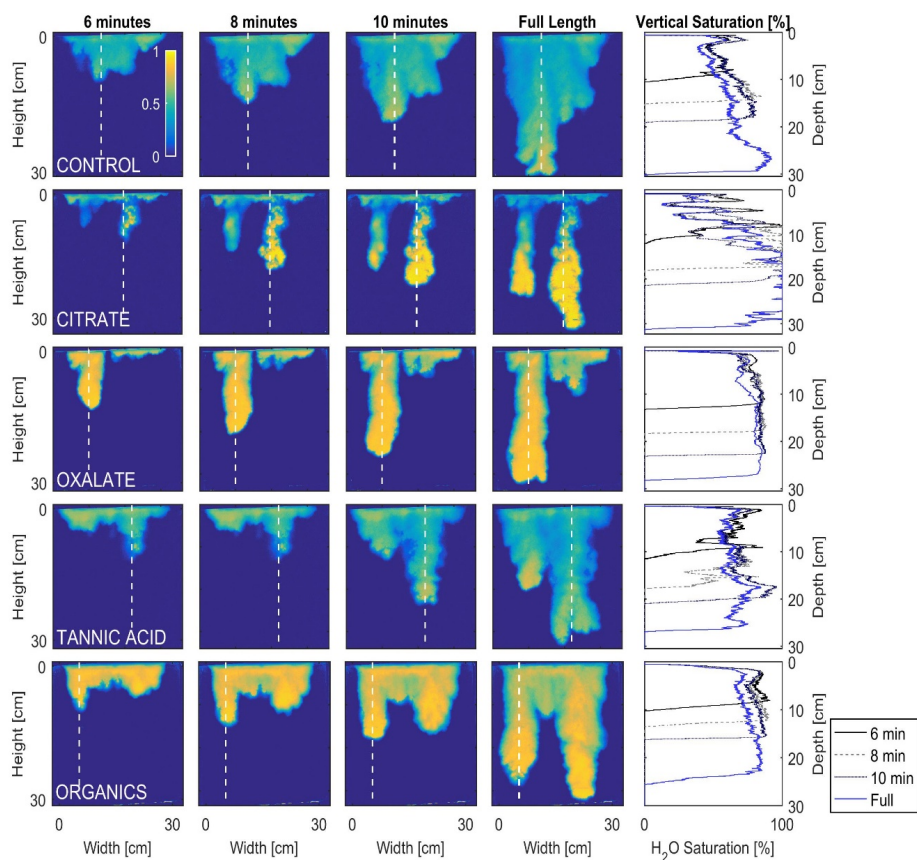 6 minutes 8 minutes 10 minutes Full Length Vertical Saturation [%]
0 1 0
Height [cm] 0.5 10 Depth [cm]
0 20
CONTROL
30 30
0 0
Height [cm] 10 Depth [cm]
20
CITRATE
30 30
0 0
Height [cm] 10 Depth [cm]
20
OXALATE
30 30
0 0
Height [cm] 10 Depth [cm]
20
TANNIC ACID
30 30
0 0
Height [cm] 10 Depth [cm]
20
ORGANICS
30 30
0 30 0 30 0 30 0 30 0 50 100
Width [cm] Width [cm] Width [cm] Width [cm] H2O Saturation [%]
6 min
8 min
10 min
Full